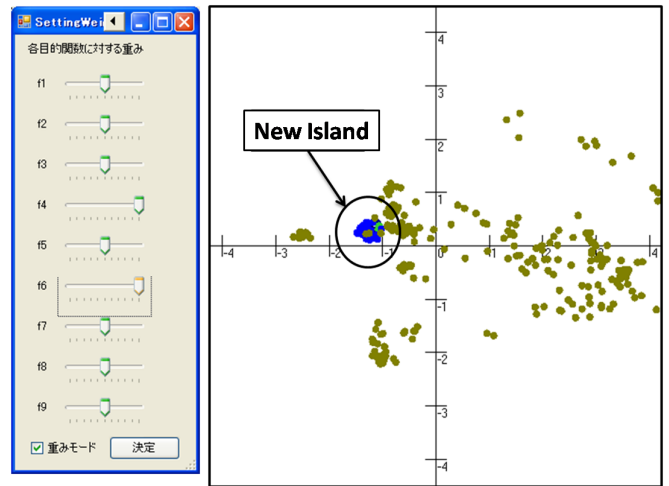 SettingWei
各目的関数に対する重み
f1
f2
f3
f4
f5
f6
f7
f8
f9
重みモード
決定
New Island
4
3
2
1
-4
-3
-2
-1
0
1
2
3
4
-1
-2
-3
-4